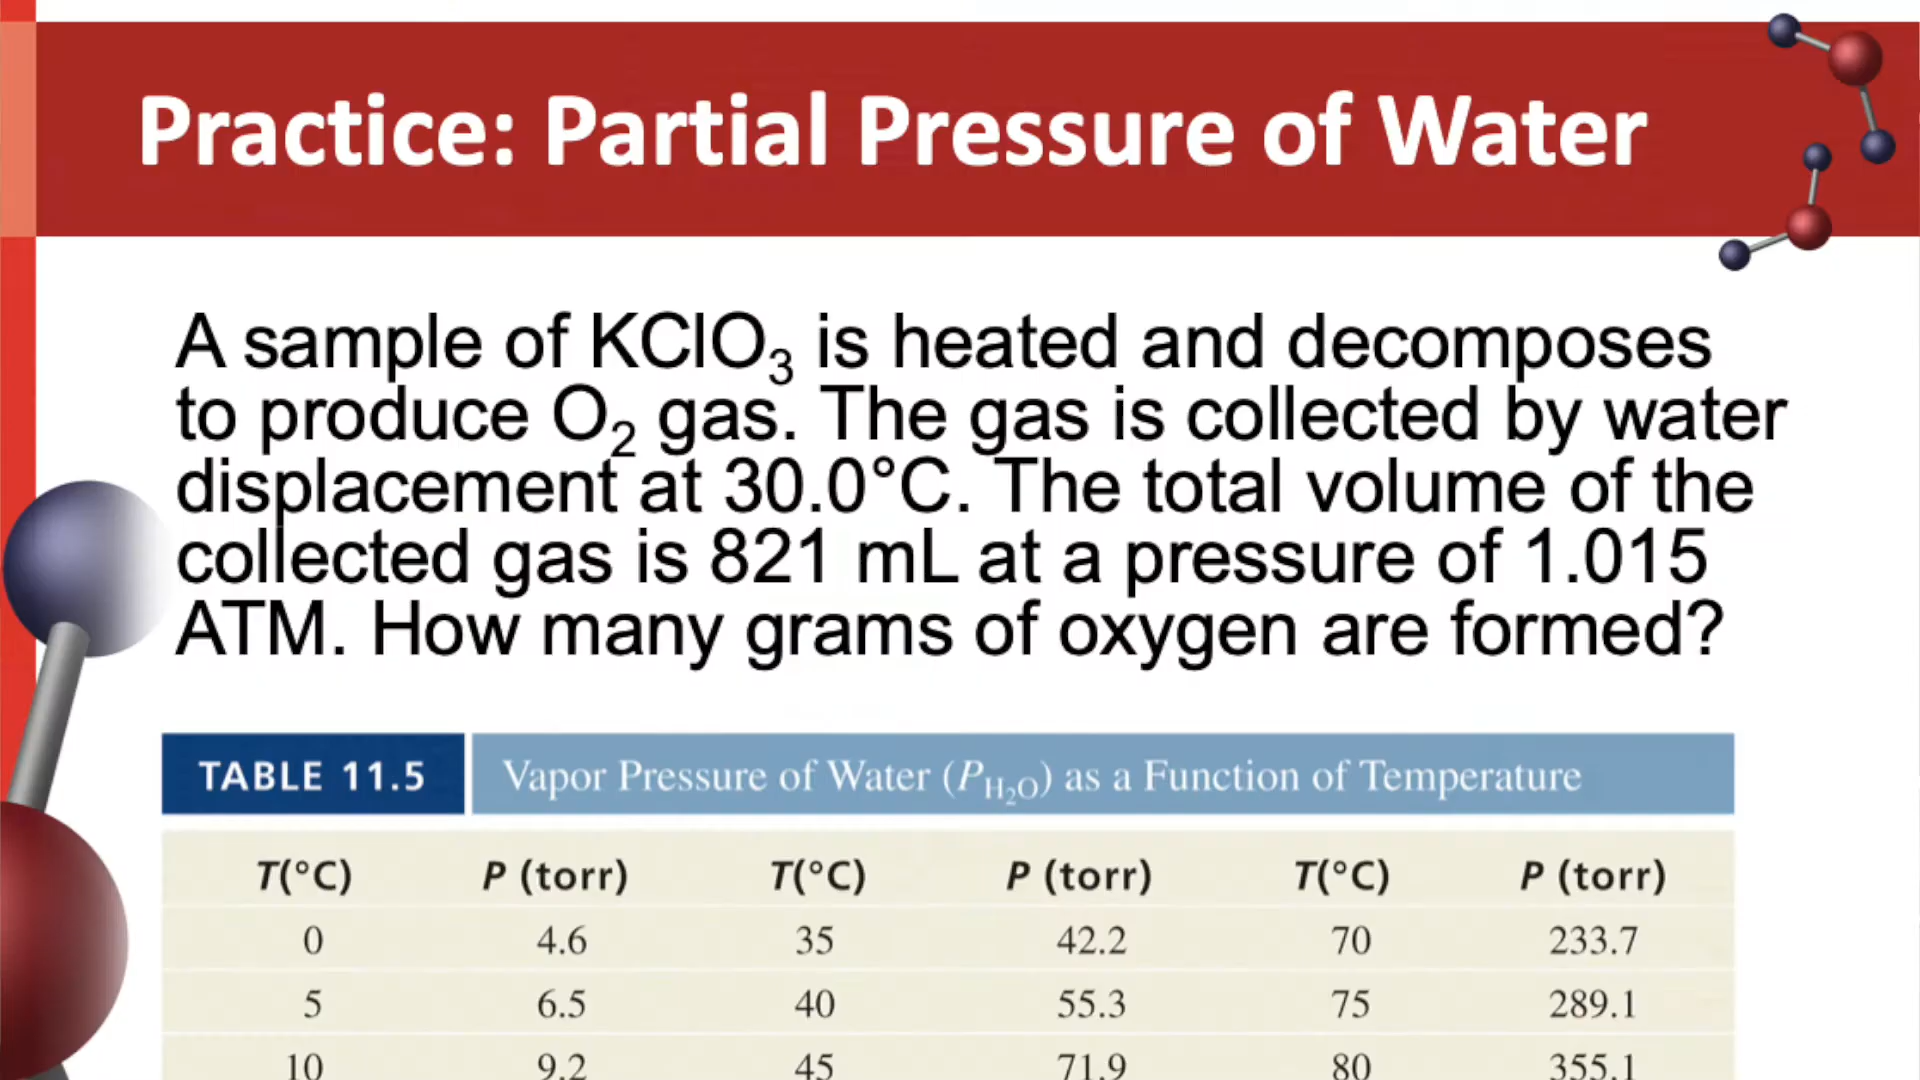 Practice: Partial Pressure of Water
A sample of KClO₃ is heated and decomposes
to produce O₂ gas. The gas is collected by water
displacement at 30.0°C. The total volume of the
collected gas is 821 mL at a pressure of 1.015
ATM. How many grams of oxygen are formed?
TABLE 11.5 Vapor Pressure of Water (P_H₂O) as a Function of Temperature
T(°C) P (torr) T(°C) P (torr) T(°C) P (torr)
0 4.6 35 42.2 70 233.7
5 6.5 40 55.3 75 289.1
10 9.2 45 71.9 80 355.1